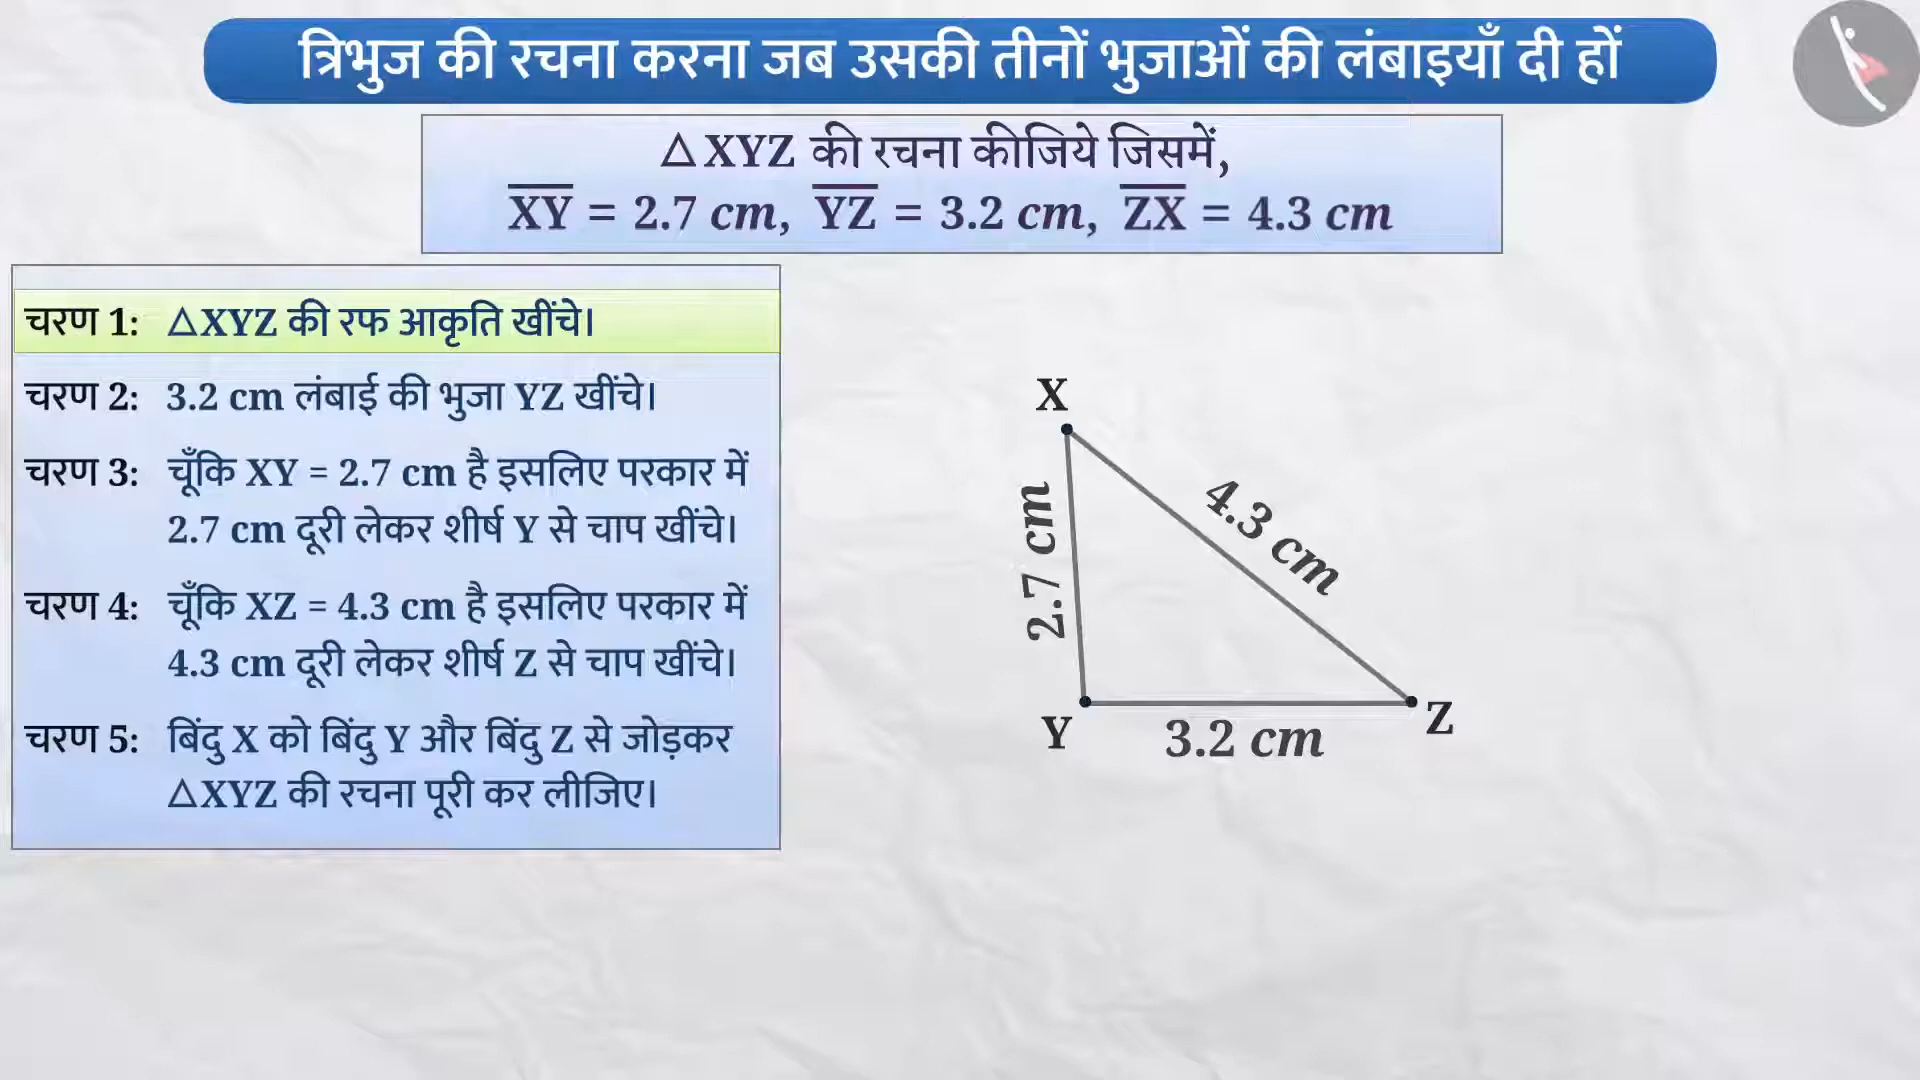 त्रिभुज की रचना करना जब उसकी तीनों भुजाओं की लंबाइयाँ दी हों
△XYZ की रचना कीजिये जिसमें,
X̅Y̅ = 2.7 cm, Y̅Z̅ = 3.2 cm, Z̅X̅ = 4.3 cm
चरण 1: △XYZ की रफ आकृति खींचे।
चरण 2: 3.2 cm लंबाई की भुजा YZ खींचे।
चरण 3: चूँकि XY = 2.7 cm है इसलिए परकार में
2.7 cm दूरी लेकर शीर्ष Y से चाप खींचे।
चरण 4: चूँकि XZ = 4.3 cm है इसलिए परकार में
4.3 cm दूरी लेकर शीर्ष Z से चाप खींचे।
चरण 5: बिंदु X को बिंदु Y और बिंदु Z से जोड़कर
△XYZ की रचना पूरी कर लीजिए।
X
2.7 cm
4.3 cm
Y
Z
3.2 cm